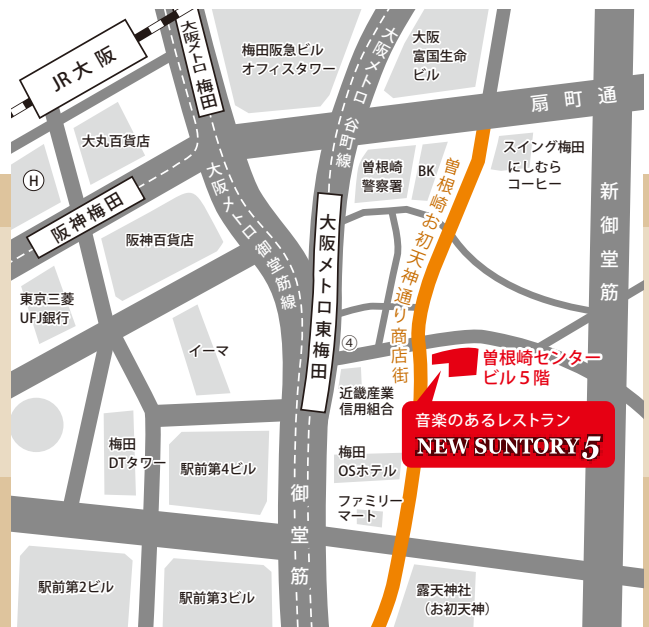 JR大阪
大阪メトロ 梅田
梅田阪急ビル
オフィスタワー
大阪メトロ 谷町線
大阪
富国生命
ビル
扇町通
大丸百貨店
H
阪神梅田
阪神百貨店
大阪メトロ 御堂筋線
曽根崎
警察署
BK
曽根崎お初天神通り商店街
スイング梅田
にしむら
コーヒー
新御堂筋
大阪メトロ東梅田
東京三菱
UFJ銀行
イーマ
④
近畿産業
信用組合
曽根崎センター
ビル5階
音楽のあるレストラン
NEW SUNTORY 5
梅田
DTタワー
駅前第4ビル
梅田
OSホテル
ファミリー
マート
御堂筋
駅前第2ビル
駅前第3ビル
露天神社
（お初天神）